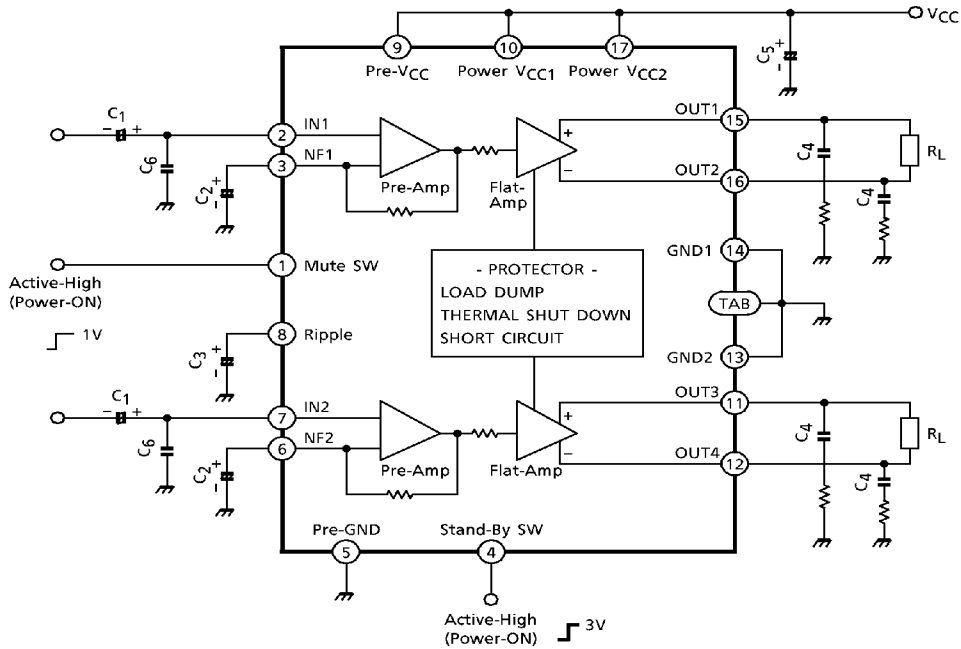 VCC
9
10
17
C5
+
-
Pre-VCC
Power VCC1
Power VCC2
C1
- +
2
IN1
OUT1
15
C6
3
NF1
Pre-Amp
Flat-
Amp
+
-
OUT2
16
C4
C4
RL
C2
+
-
1
Mute SW
Active-High
(Power-ON)
1V
GND1
14
- PROTECTOR -
LOAD DUMP
THERMAL SHUT DOWN
SHORT CIRCUIT
TAB
8
Ripple
C3
+
-
GND2
13
C1
- +
7
IN2
OUT3
11
C6
6
NF2
Pre-Amp
Flat-Amp
+
-
OUT4
12
C4
C4
RL
C2
+
-
Pre-GND
5
Stand-By SW
4
Active-High
(Power-ON)
3V